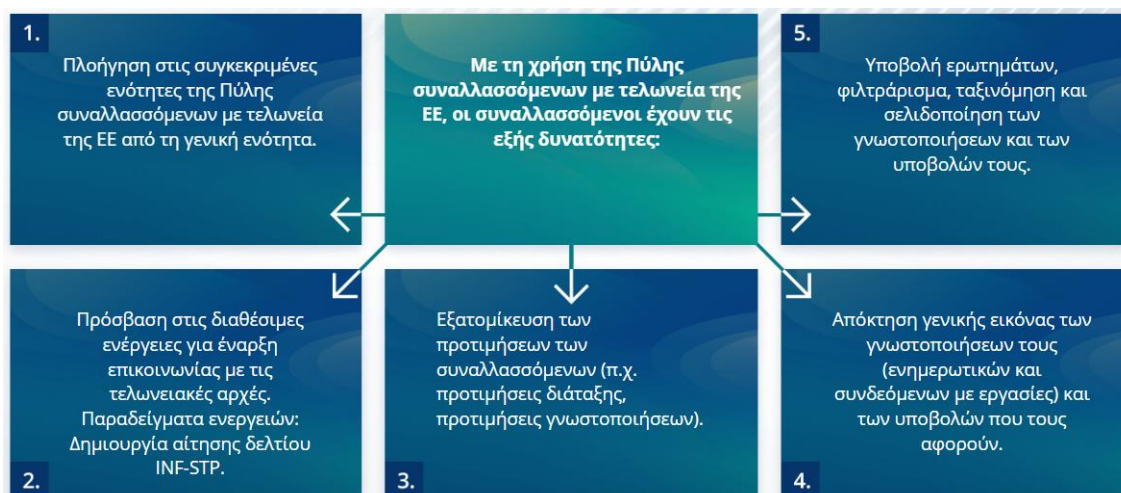 Με τη χρήση της Πύλης
συναλλασσόμενων με τελωνεία της
ΕΕ, οι συναλλασσόμενοι έχουν τις
εξής δυνατότητες:
1.
Πλοήγηση στις συγκεκριμένες
ενότητες της Πύλης
συναλλασσόμενων με τελωνεία
της ΕΕ από τη γενική ενότητα.
2.
Πρόσβαση στις διαθέσιμες
ενέργειες για έναρξη
επικοινωνίας με τις
τελωνειακές αρχές.
Παραδείγματα ενεργειών:
Δημιουργία αίτησης δελτίου
INF-STP.
3.
Εξατομίκευση των
προτιμήσεων των
συναλλασσόμενων (π.χ.
προτιμήσεις διάταξης,
προτιμήσεις γνωστοποιήσεων).
4.
Απόκτηση γενικής εικόνας των
γνωστοποιήσεων τους
(ενημερωτικών και
συνδεόμενων με εργασίες) και
των υποβολών που τους
αφορούν.
5.
Υποβολή ερωτημάτων,
φιλτράρισμα, ταξινόμηση και
σελιδοποίηση των
γνωστοποιήσεων και των
υποβολών τους.